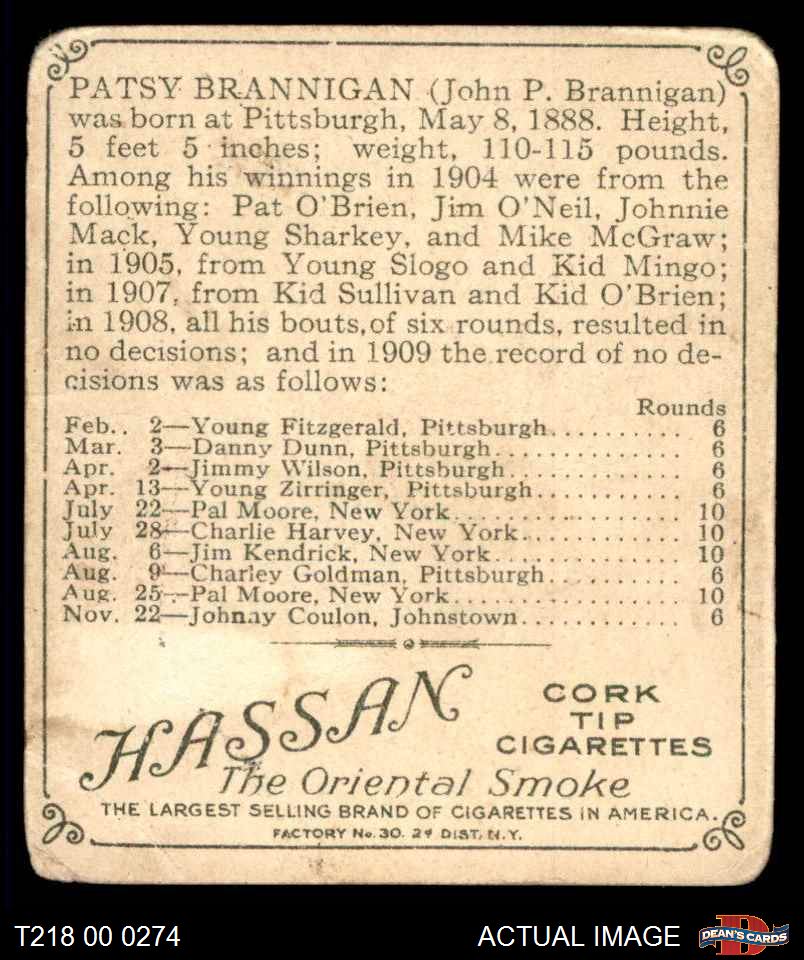 PATSY BRANNIGAN (John P. Brannigan)
was born at Pittsburgh, May 8, 1888. Height,
5 feet 5 inches; weight, 110-115 pounds.
Among his winnings in 1904 were from the
following: Pat O'Brien, Jim O'Neil, Johnnie
Mack, Young Sharkey, and Mike McGraw;
in 1905, from Young Slogo and Kid Mingo;
in 1907, from Kid Sullivan and Kid O'Brien;
in 1908, all his bouts, of six rounds, resulted in
no decisions; and in 1909 the record of no de-
cisions was as follows:
Rounds
Feb. 2—Young Fitzgerald, Pittsburgh.......... 6
Mar. 3—Danny Dunn, Pittsburgh.............. 6
Apr. 2—Jimmy Wilson, Pittsburgh............. 6
Apr. 13—Young Zirringer, Pittsburgh........... 6
July 22—Pal Moore, New York................. 10
July 28—Charlie Harvey, New York............ 10
Aug. 6—Jim Kendrick, New York.............. 10
Aug. 9—Charley Goldman, Pittsburgh.......... 6
Aug. 25—Pal Moore, New York................. 10
Nov. 22—Johnny Coulon, Johnstown............ 6
HASSAN
CORK
TIP
CIGARETTES
The Oriental Smoke
THE LARGEST SELLING BRAND OF CIGARETTES IN AMERICA.
FACTORY No. 30. 2d DIST, N.Y.
T218 00 0274
ACTUAL IMAGE
D
DEAN'S CARDS